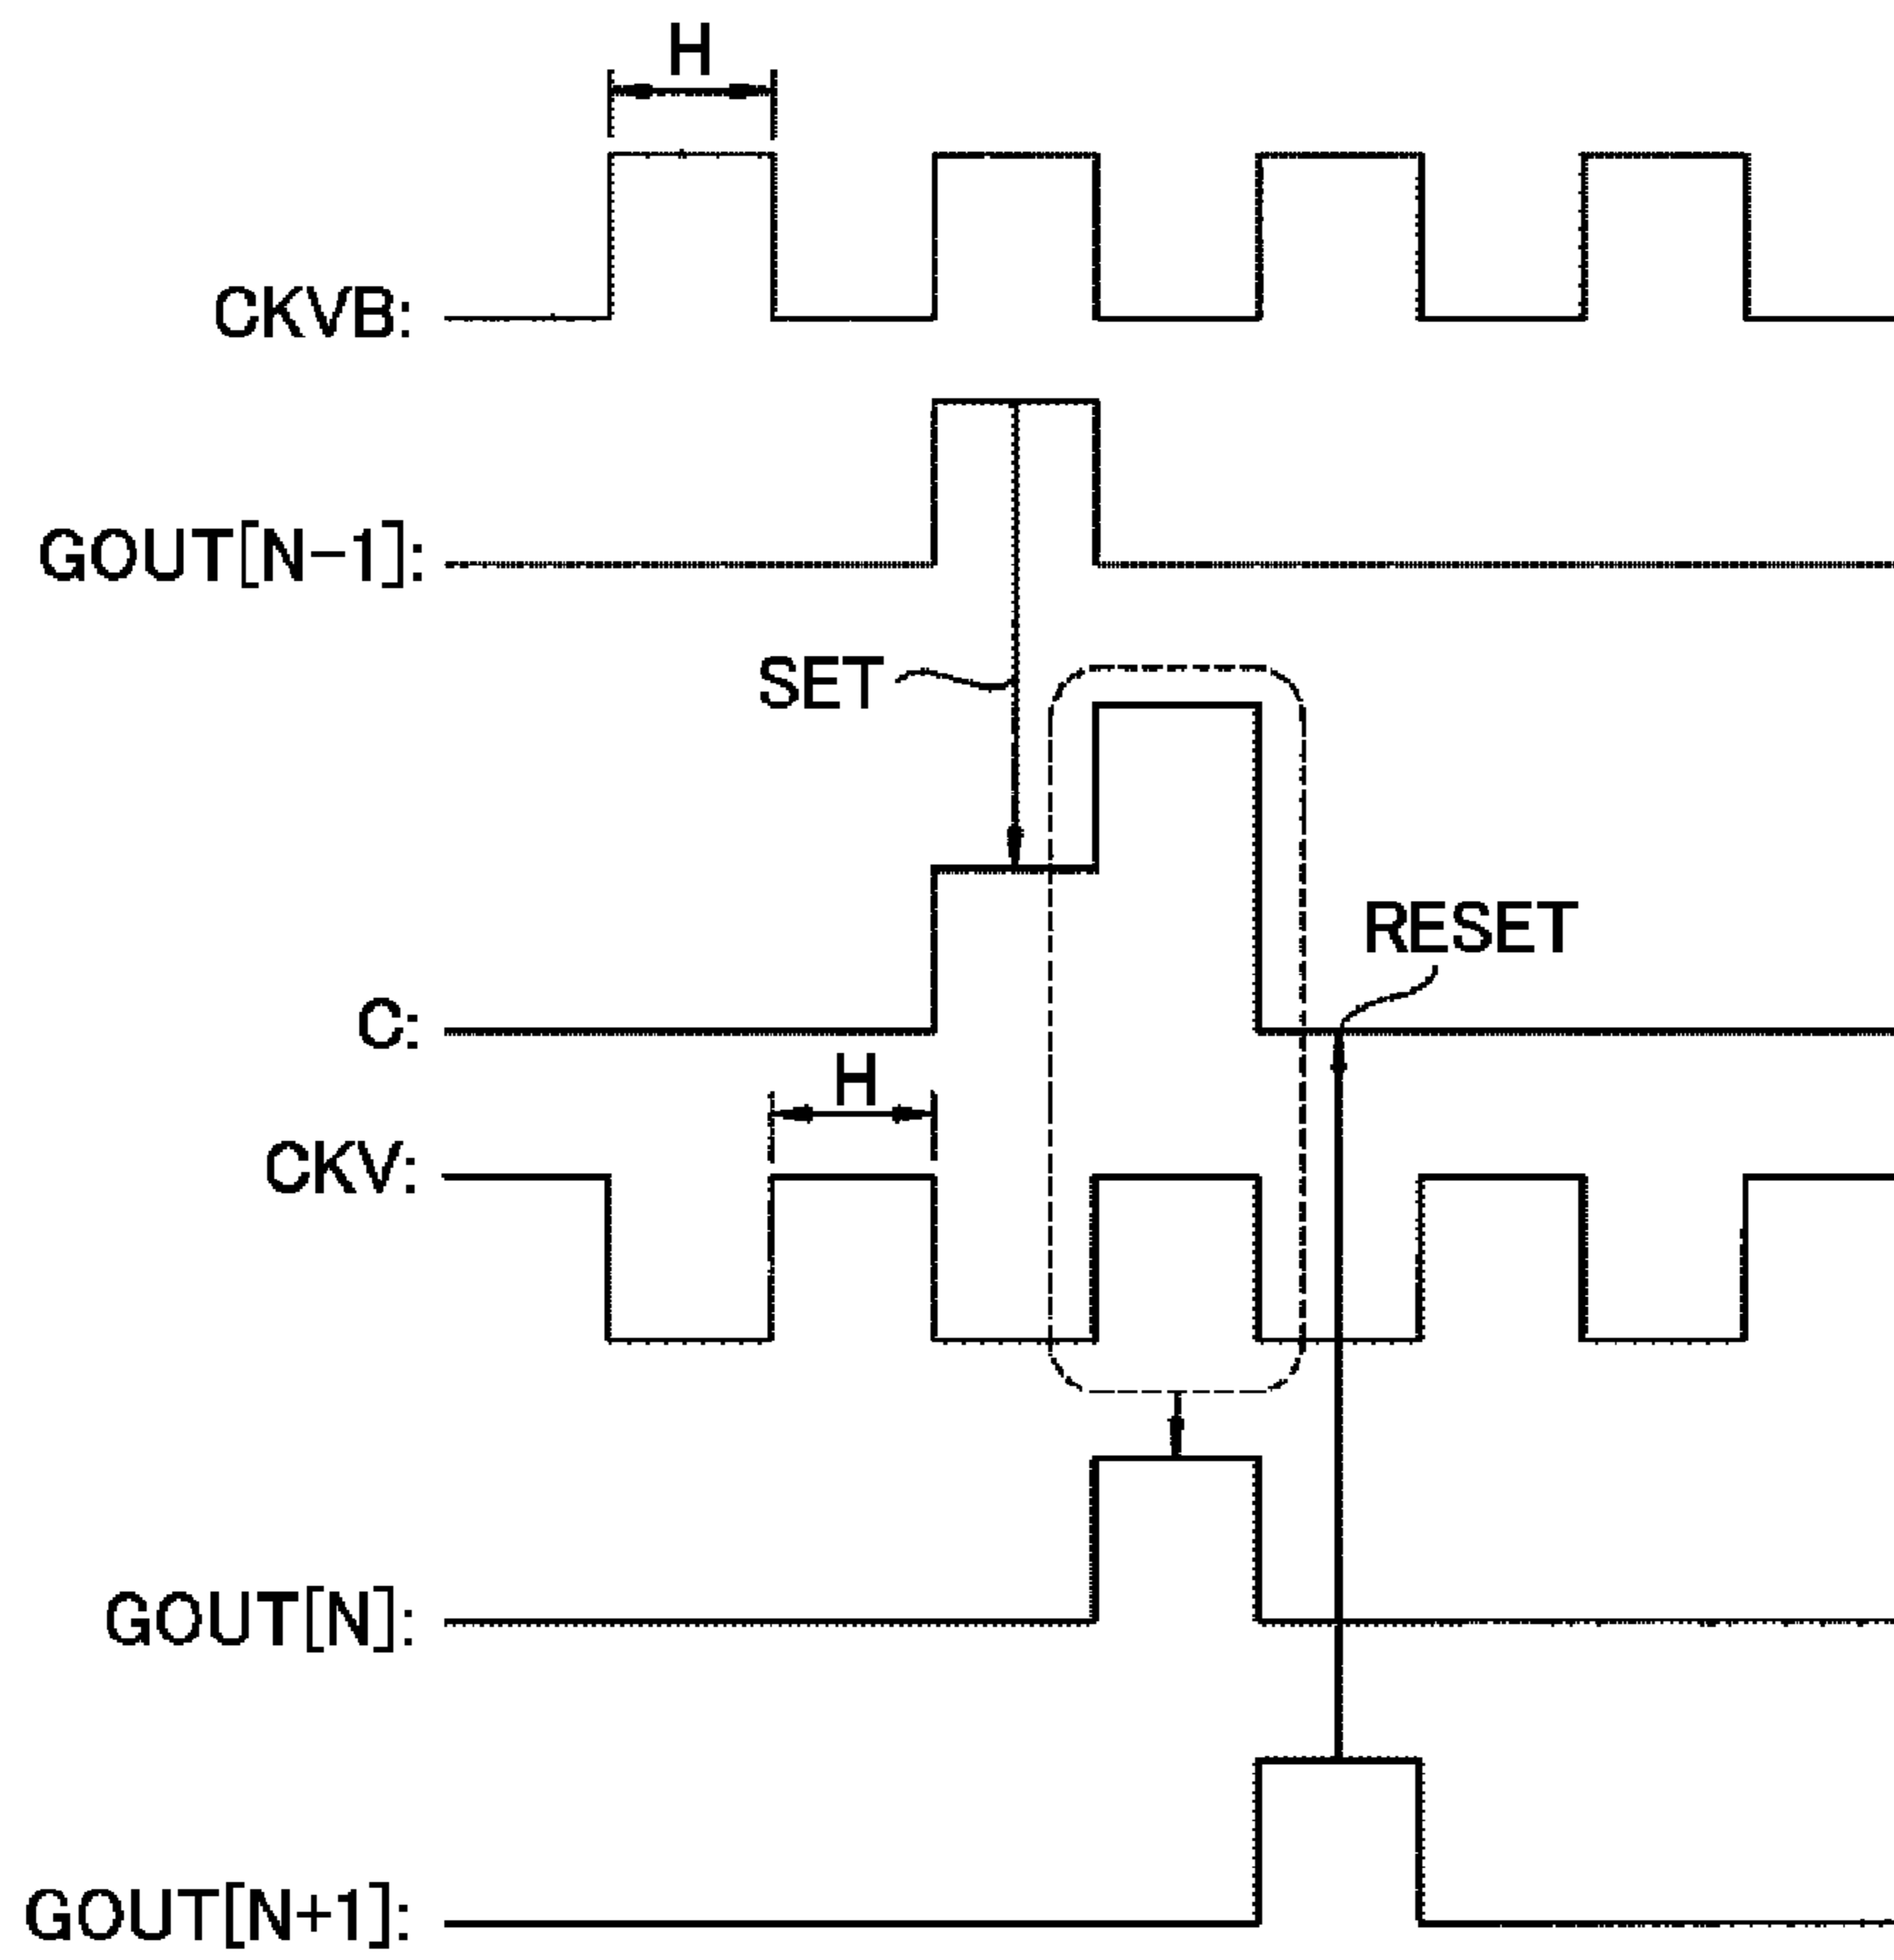 H
CKVB:
GOUT[N-1]:
SET
RESET
C:
H
CKV:
GOUT[N]:
GOUT[N+1]: